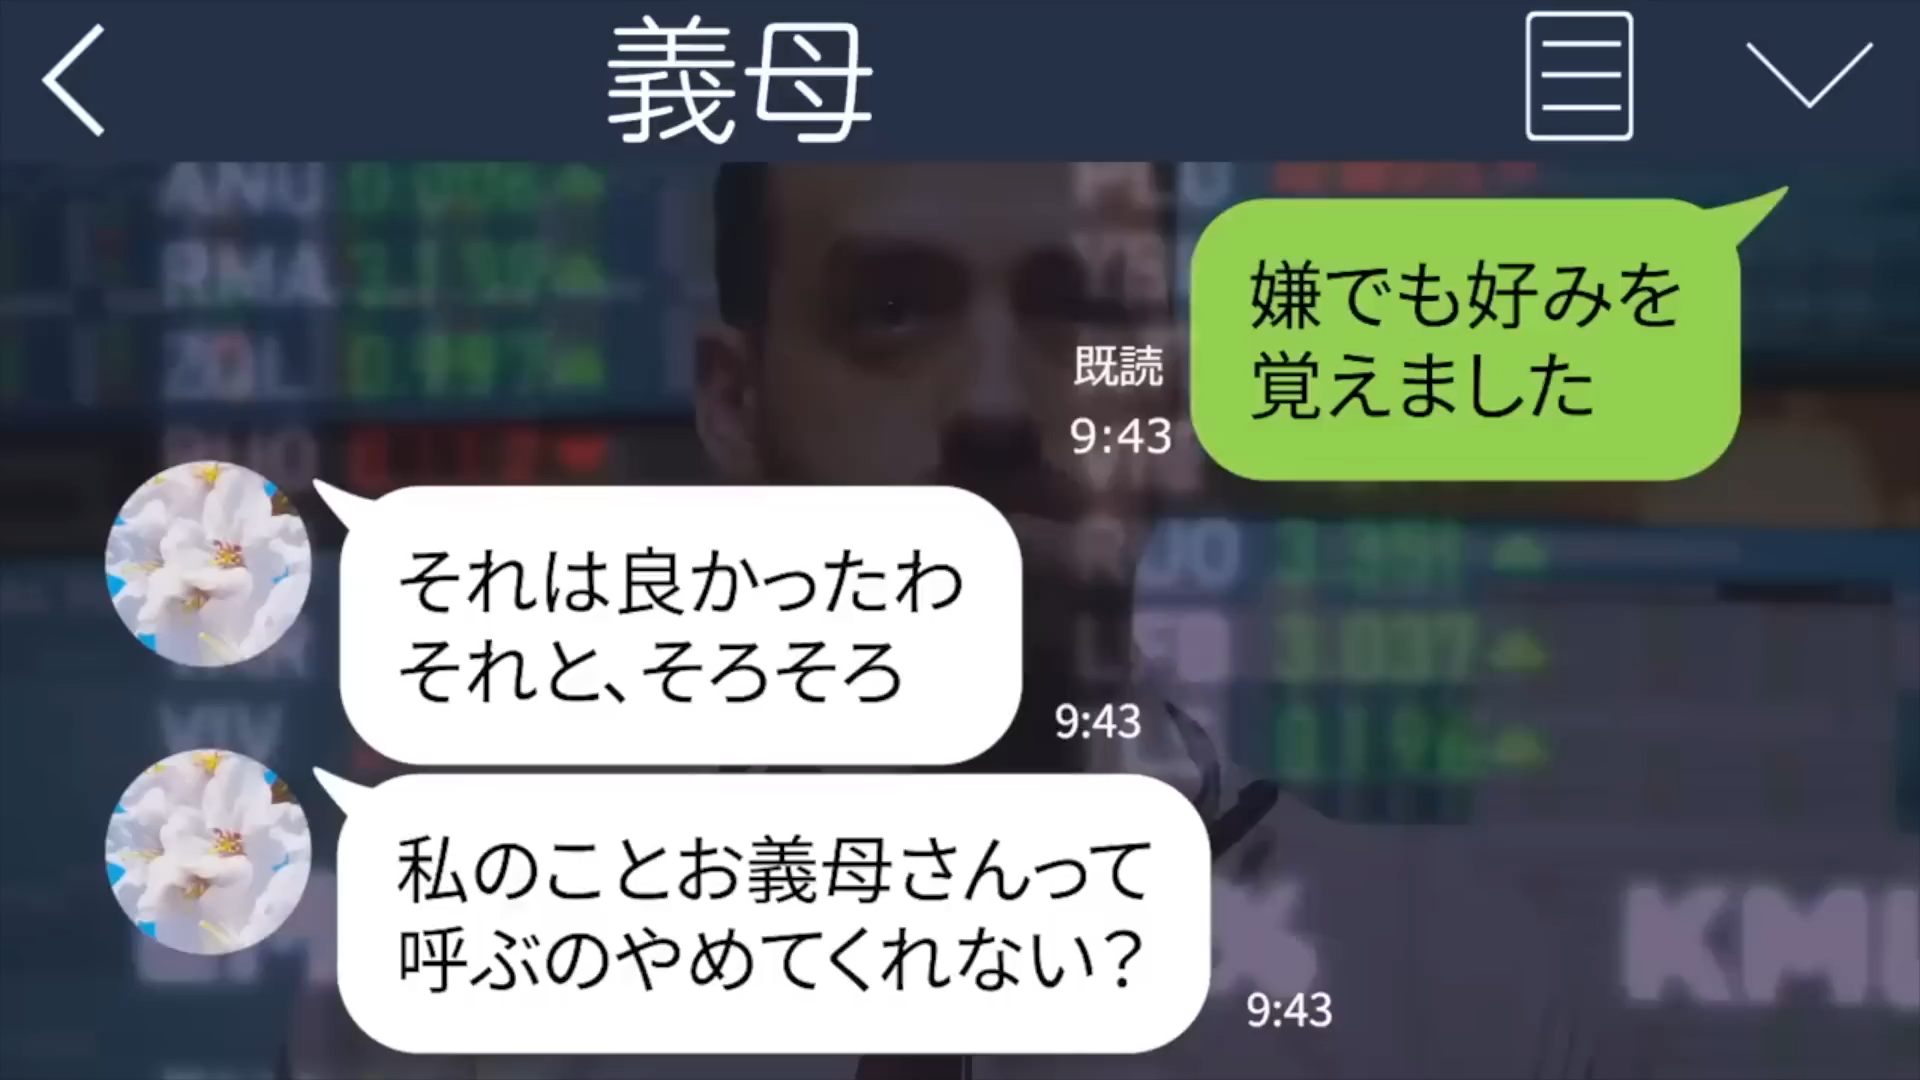 義母
嫌でも好みを
覚えました
既読
9:43
それは良かったわ
それと、そろそろ
9:43
私のことお義母さんって
呼ぶのやめてくれない?
9:43
ANU
RMA
KML